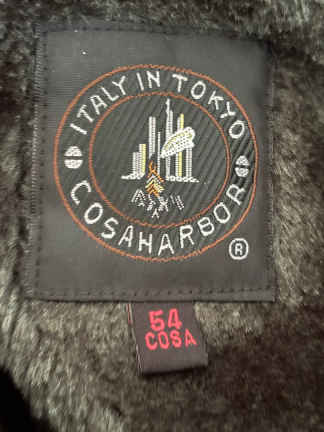 ITALY IN TOKYO
COSAHARBOR
®
54
COSA